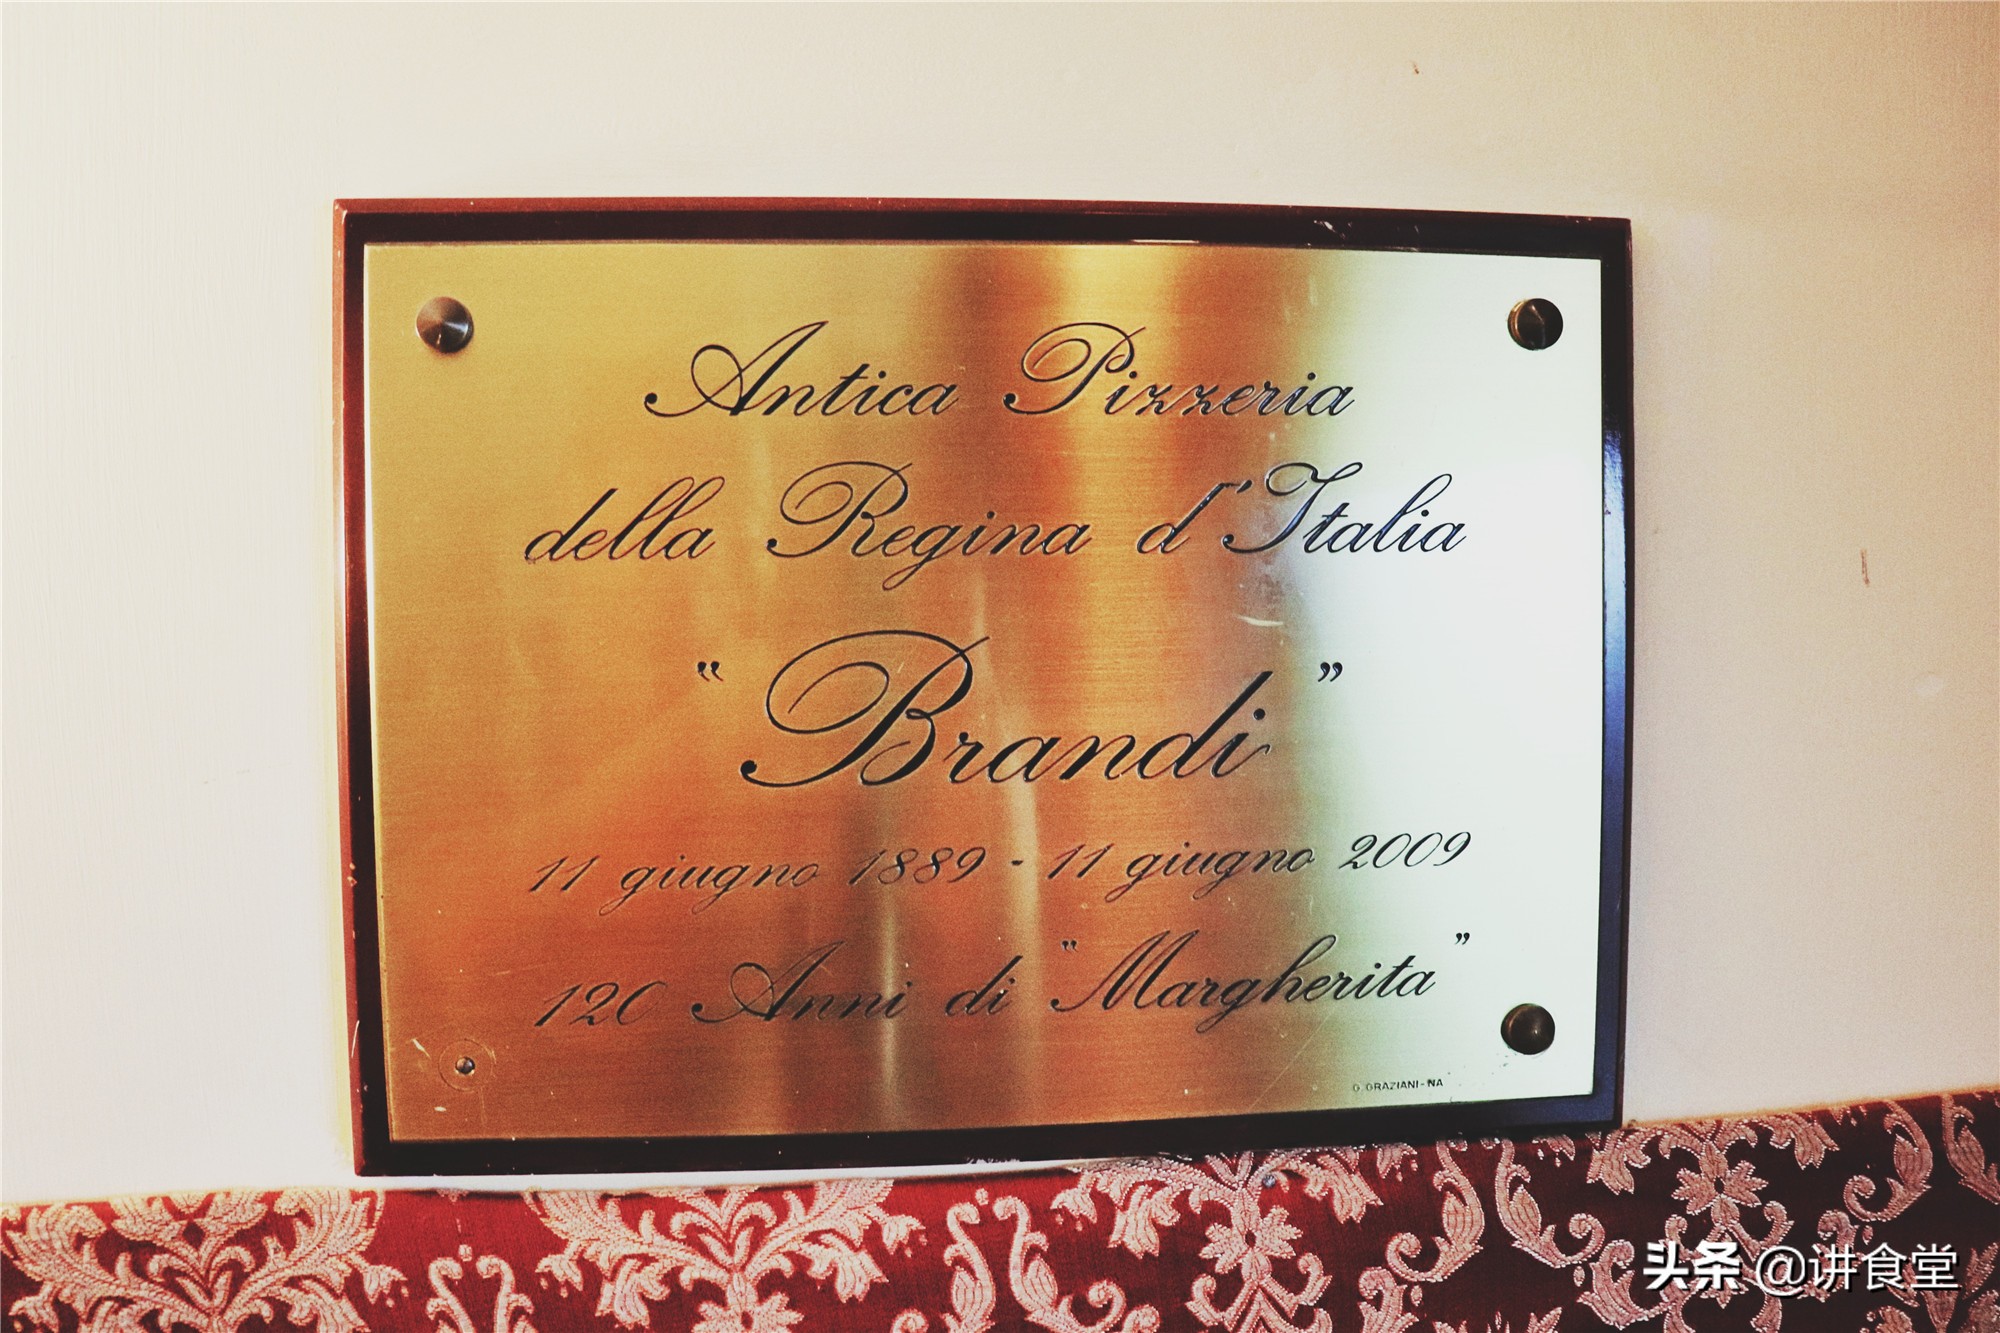 Antica Pizzeria
della Regina d'Italia
"Brandi"
11 giugno 1889 - 11 giugno 2009
120 Anni di "Margherita"
G. GRAZIANI-NA
头条 @讲食堂